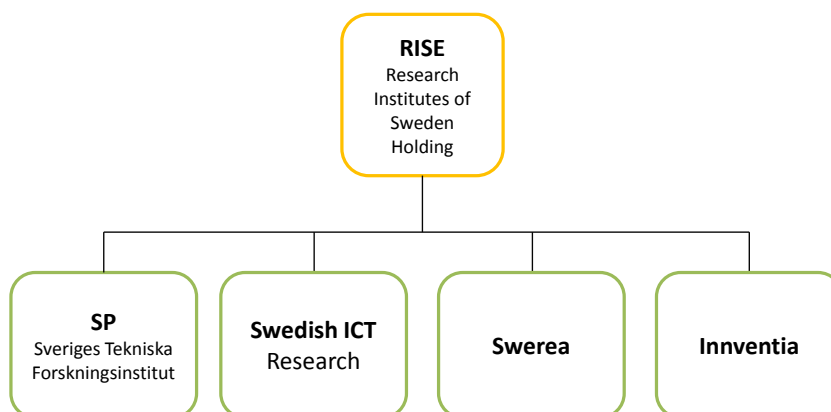 RISE
Research
Institutes of
Sweden
Holding
SP
Sveriges Tekniska
Forskningsinstitut
Swedish ICT
Research
Swerea
Innventia